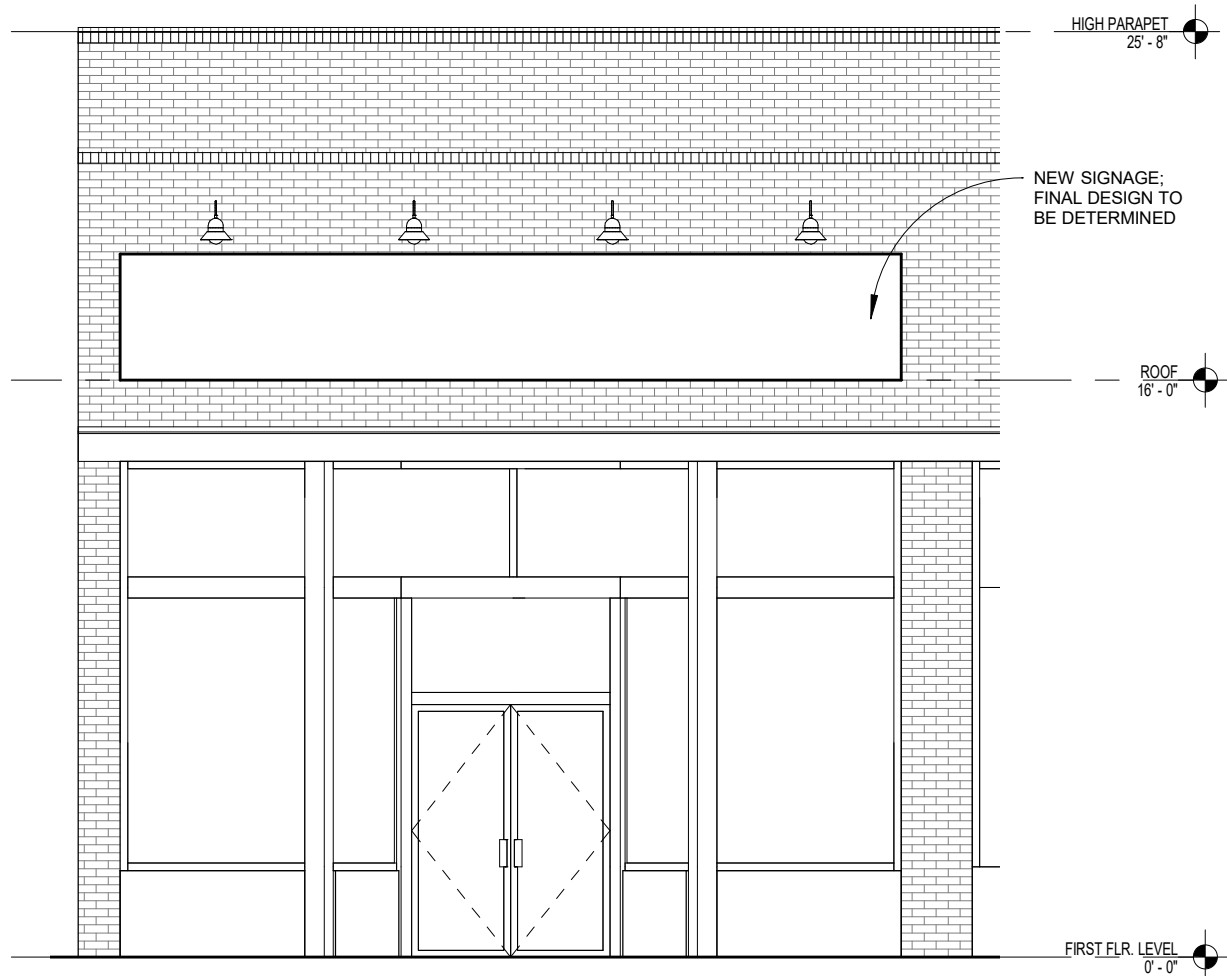 HIGH PARAPET
25' - 8"
NEW SIGNAGE;
FINAL DESIGN TO
BE DETERMINED
ROOF
16' - 0"
FIRST FLR. LEVEL
0' - 0"